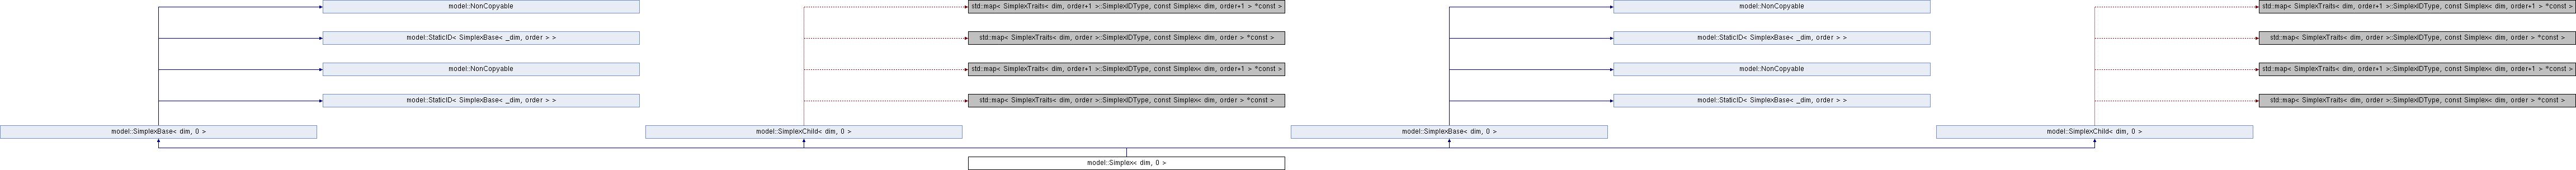 model::NonCopyable
std::map< SimplexTraits< dim, order+1 >::SimplexIDType, const Simplex< dim, order+1 > *const >
model::NonCopyable
std::map< SimplexTraits< dim, order+1 >::SimplexIDType, const Simplex< dim, order+1 > *const >
model::StaticID< SimplexBase< _dim, order > >
std::map< SimplexTraits< dim, order >::SimplexIDType, const Simplex< dim, order > *const >
model::StaticID< SimplexBase< _dim, order > >
std::map< SimplexTraits< dim, order >::SimplexIDType, const Simplex< dim, order > *const >
model::NonCopyable
std::map< SimplexTraits< dim, order+1 >::SimplexIDType, const Simplex< dim, order+1 > *const >
model::NonCopyable
std::map< SimplexTraits< dim, order+1 >::SimplexIDType, const Simplex< dim, order+1 > *const >
model::StaticID< SimplexBase< _dim, order > >
std::map< SimplexTraits< dim, order >::SimplexIDType, const Simplex< dim, order > *const >
model::StaticID< SimplexBase< _dim, order > >
std::map< SimplexTraits< dim, order >::SimplexIDType, const Simplex< dim, order > *const >
model::SimplexBase< dim, 0 >
model::SimplexChild< dim, 0 >
model::SimplexBase< dim, 0 >
model::SimplexChild< dim, 0 >
model::Simplex< dim, 0 >